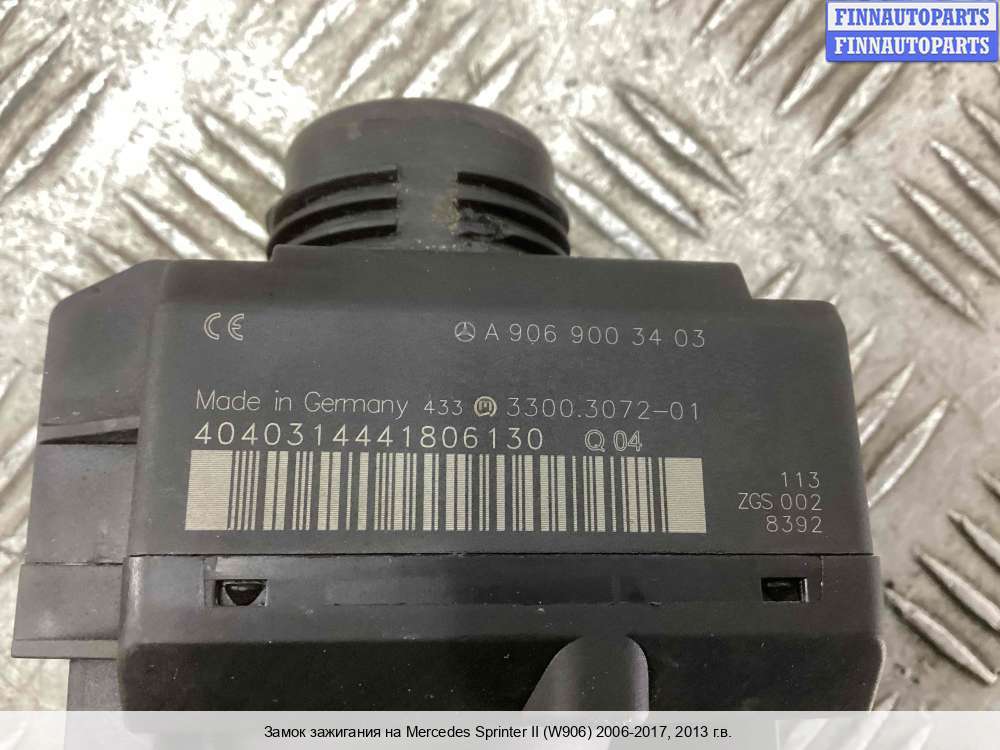 FINNAUTOPARTS
FINNAUTOPARTS
CE
A 906 900 34 03
Made in Germany 433 3300.3072-01
4040314441806130 Q 04
113
ZGS 002
8392
Замок зажигания на Mercedes Sprinter II (W906) 2006-2017, 2013 г.в.